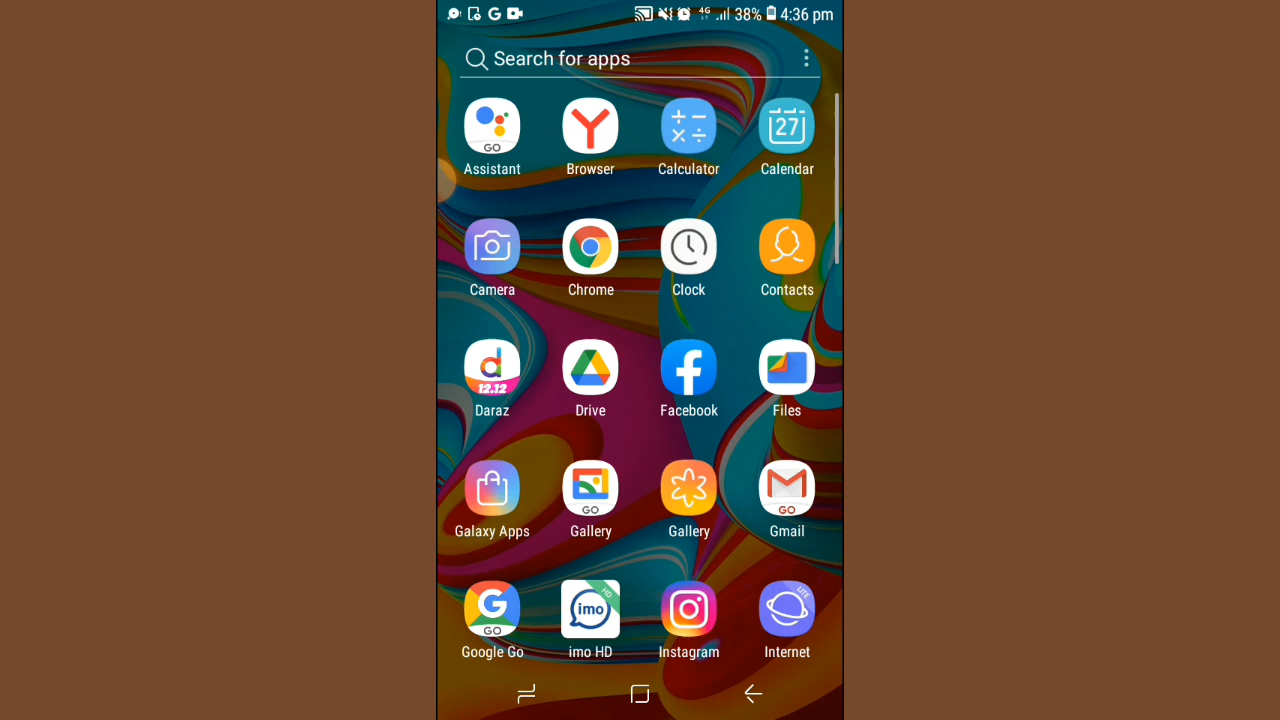 4G 38% 4:36 pm
Search for apps
GO 27
Assistant Browser Calculator Calendar
Camera Chrome Clock Contacts
12.12
Daraz Drive Facebook Files
GO GO
Galaxy Apps Gallery Gallery Gmail
GO imo HD LITE
Google Go imo HD Instagram Internet